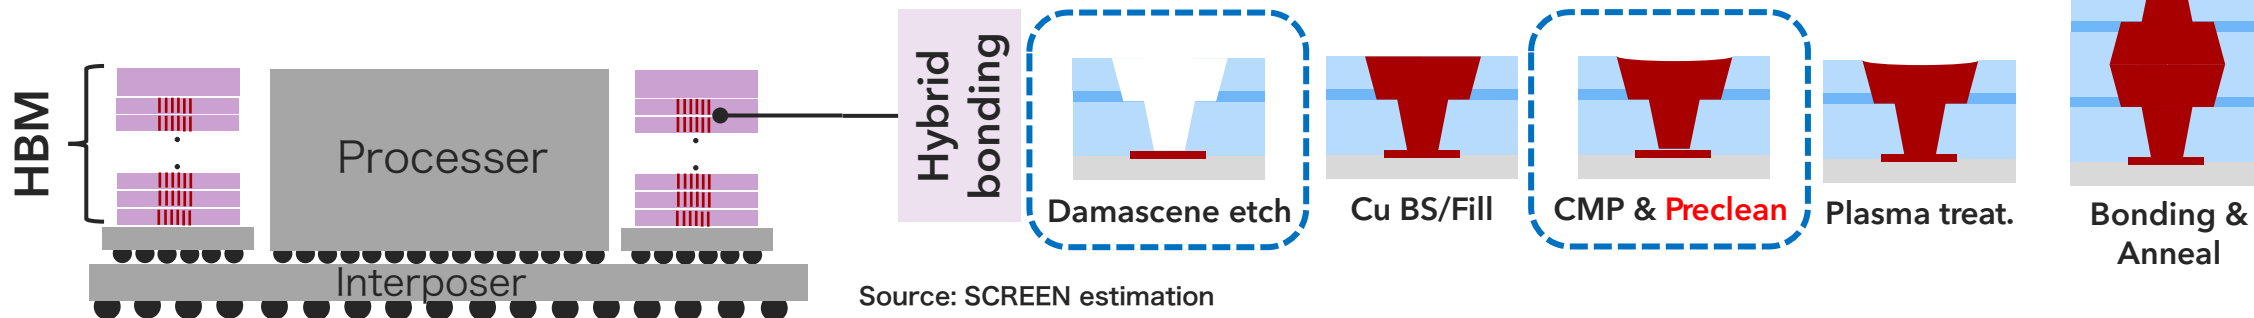 HBM
Processer
Interposer
Hybrid
bonding
Damascene etch
Cu BS/Fill
CMP & Preclean
Plasma treat.
Bonding &
Anneal
Source: SCREEN estimation